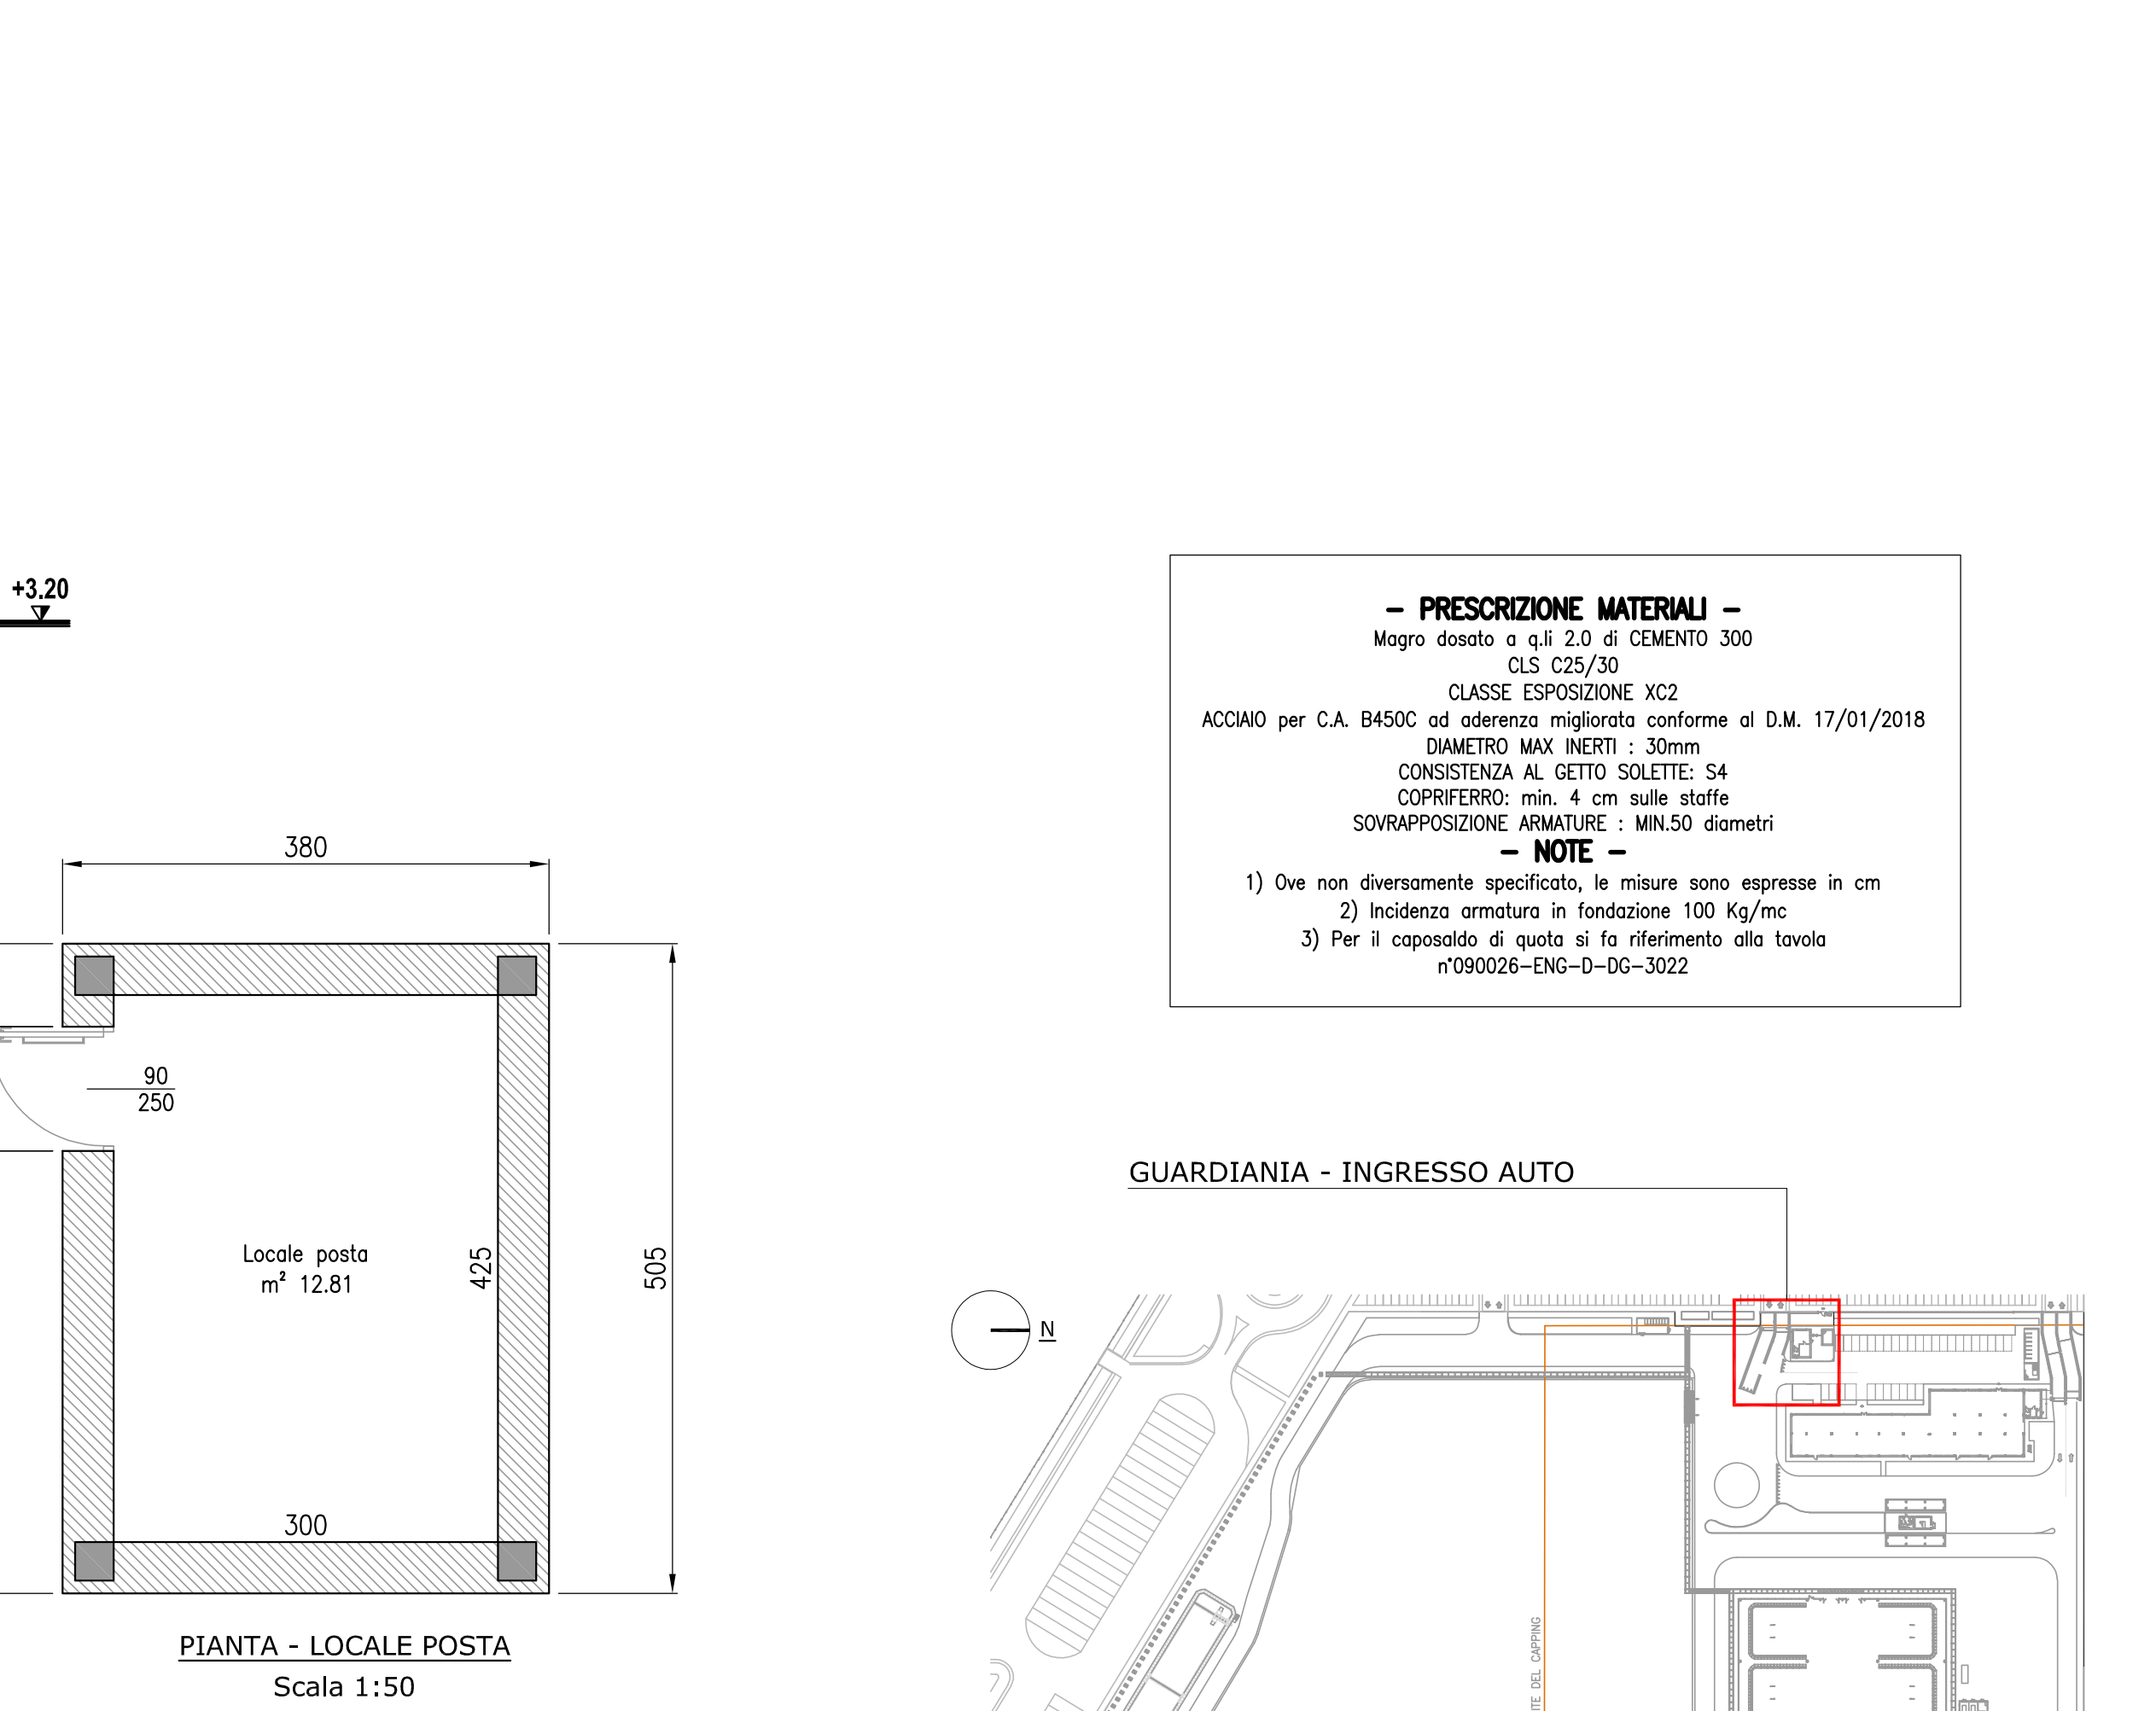 +3.20
380
90
250
Locale posta
m² 12.81
425
505
300
PIANTA - LOCALE POSTA
Scala 1:50
- PRESCRIZIONE MATERIALI -
Magro dosato a q.li 2.0 di CEMENTO 300
CLS C25/30
CLASSE ESPOSIZIONE XC2
ACCIAIO per C.A. B450C ad aderenza migliorata conforme al D.M. 17/01/2018
DIAMETRO MAX INERTI : 30mm
CONSISTENZA AL GETTO SOLETTE: S4
COPRIFERRO: min. 4 cm sulle staffe
SOVRAPPOSIZIONE ARMATURE : MIN.50 diametri
- NOTE -
1) Ove non diversamente specificato, le misure sono espresse in cm
2) Incidenza armatura in fondazione 100 Kg/mc
3) Per il caposaldo di quota si fa riferimento alla tavola
n°090026-ENG-D-DG-3022
GUARDIANIA - INGRESSO AUTO
N
DEL CAPPING